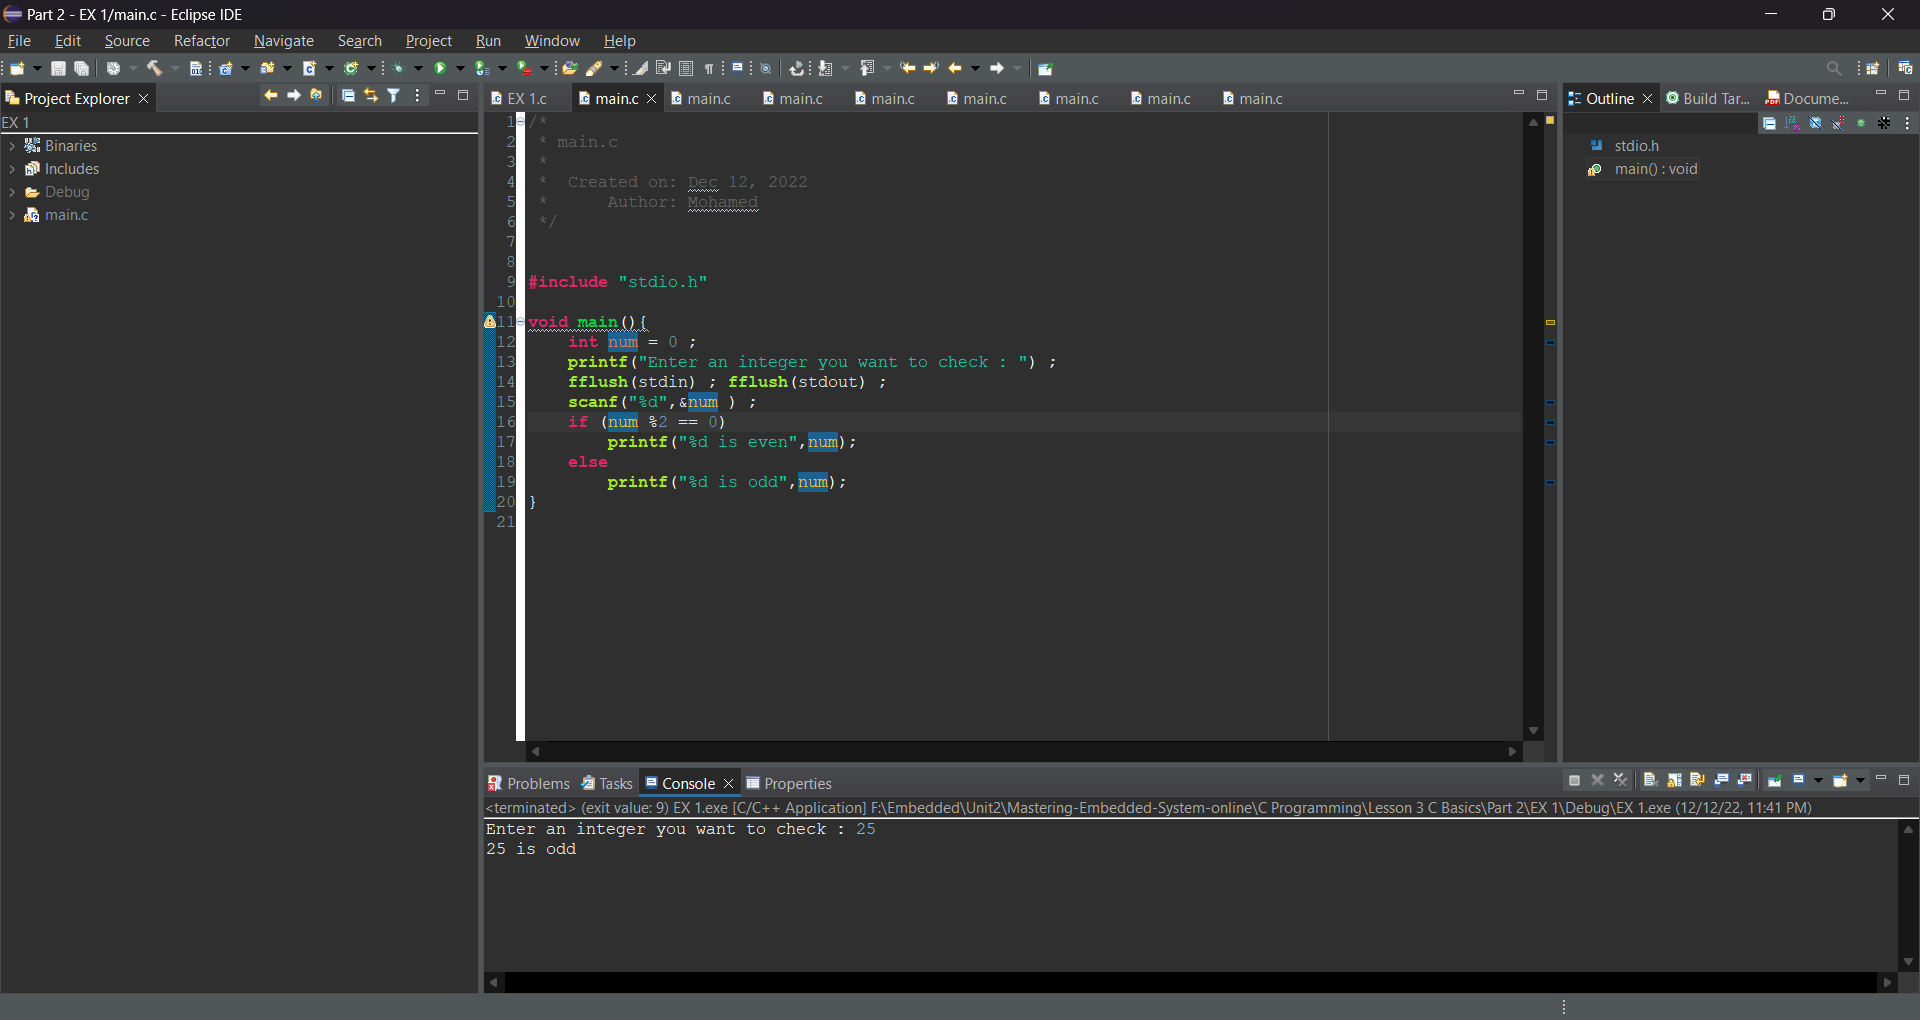 Part 2 - EX 1/main.c - Eclipse IDE
File Edit Source Refactor Navigate Search Project Run Window Help
Project Explorer
EX 1
Binaries
Includes
Debug
main.c
EX 1.c main.c main.c main.c main.c main.c main.c main.c main.c
1 /*
2 * main.c
3 *
4 * Created on: Dec 12, 2022
5 * Author: Mohamed
6 */
7
8
9 #include "stdio.h"
10
11 void main(){
12 int num = 0 ;
13 printf("Enter an integer you want to check : ") ;
14 fflush(stdin) ; fflush(stdout) ;
15 scanf("%d",&num ) ;
16 if (num %2 == 0)
17 printf("%d is even",num);
18 else
19 printf("%d is odd",num);
20 }
21
Outline Build Tar... Docume...
stdio.h
main() : void
Problems Tasks Console Properties
<terminated> (exit value: 9) EX 1.exe [C/C++ Application] F:\Embedded\Unit2\Mastering-Embedded-System-online\C Programming\Lesson 3 C Basics\Part 2\EX 1\Debug\EX 1.exe (12/12/22, 11:41 PM)
Enter an integer you want to check : 25
25 is odd